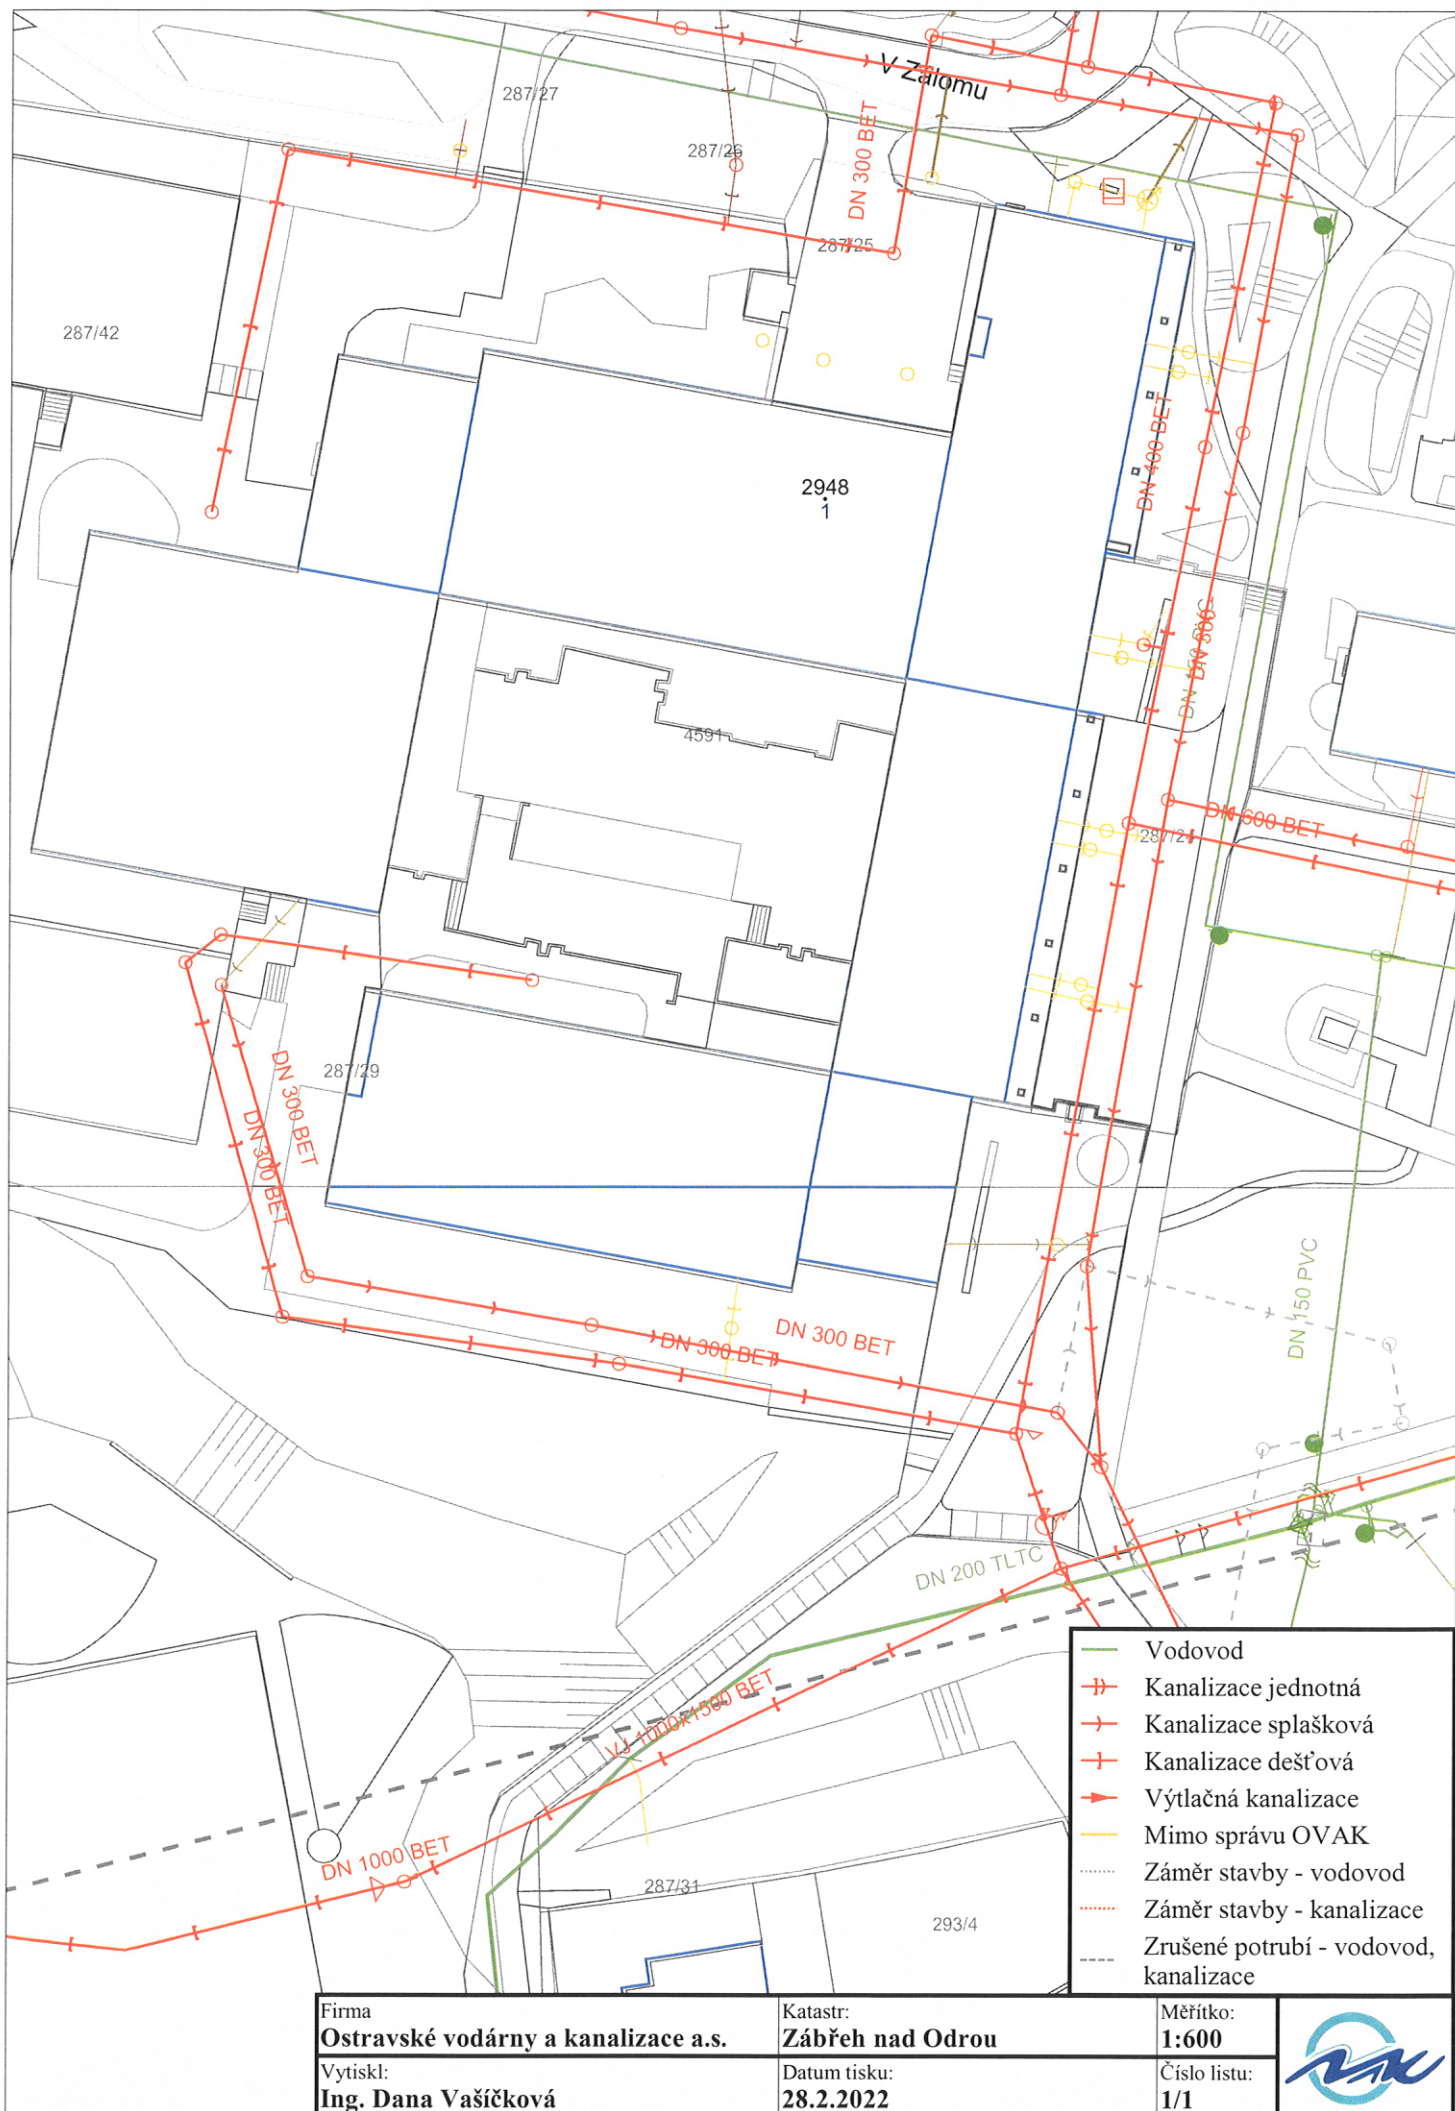 V Zálomu
287/27
287/26
DN 300 BET
287/25
287/42
DN 400 BET
2948
1
DN 300
4591
DN 600 BET
287/24
DN 300 BET
287/29
DN 300 BET
DN 150 PVC
DN 300 BET
DN 300 BET
DN 200 TLTC
VJ 1000x1500 BET
DN 1000 BET
287/31
293/4
Vodovod
Kanalizace jednotná
Kanalizace splašková
Kanalizace dešťová
Výtlačná kanalizace
Mimo správu OVAK
Záměr stavby - vodovod
Záměr stavby - kanalizace
Zrušené potrubí - vodovod,
kanalizace
Firma
Ostravské vodárny a kanalizace a.s.
Katastr:
Zábřeh nad Odrou
Měřítko:
1:600
Vytiskl:
Ing. Dana Vašíčková
Datum tisku:
28.2.2022
Číslo listu:
1/1